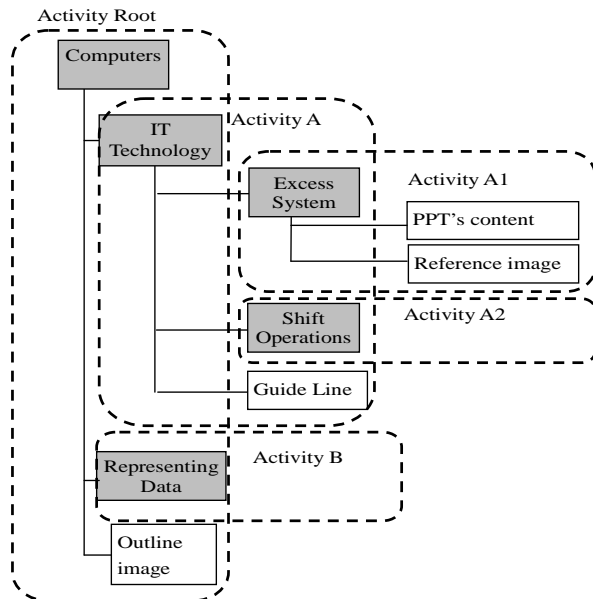 Activity Root
Computers
IT
Technology
Activity A
Excess
System
Activity A1
PPT's content
Reference image
Shift
Operations
Activity A2
Guide Line
Representing
Data
Activity B
Outline
image